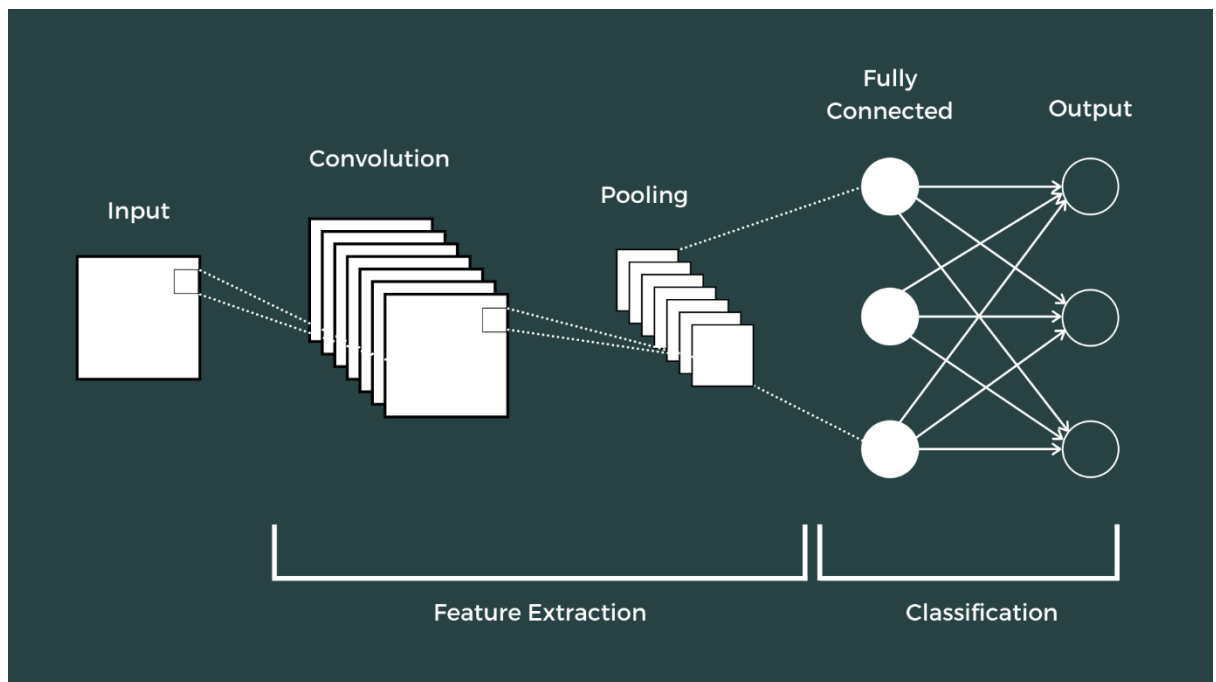 Input
Convolution
Pooling
Fully
Connected
Output
Feature Extraction
Classification